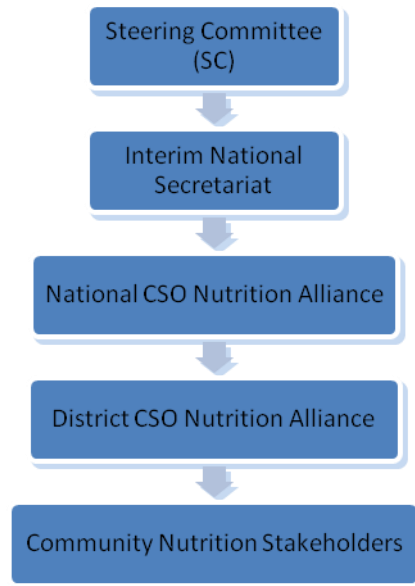 Steering Committee
(SC)
Interim National
Secretariat
National CSO Nutrition Alliance
District CSO Nutrition Alliance
Community Nutrition Stakeholders